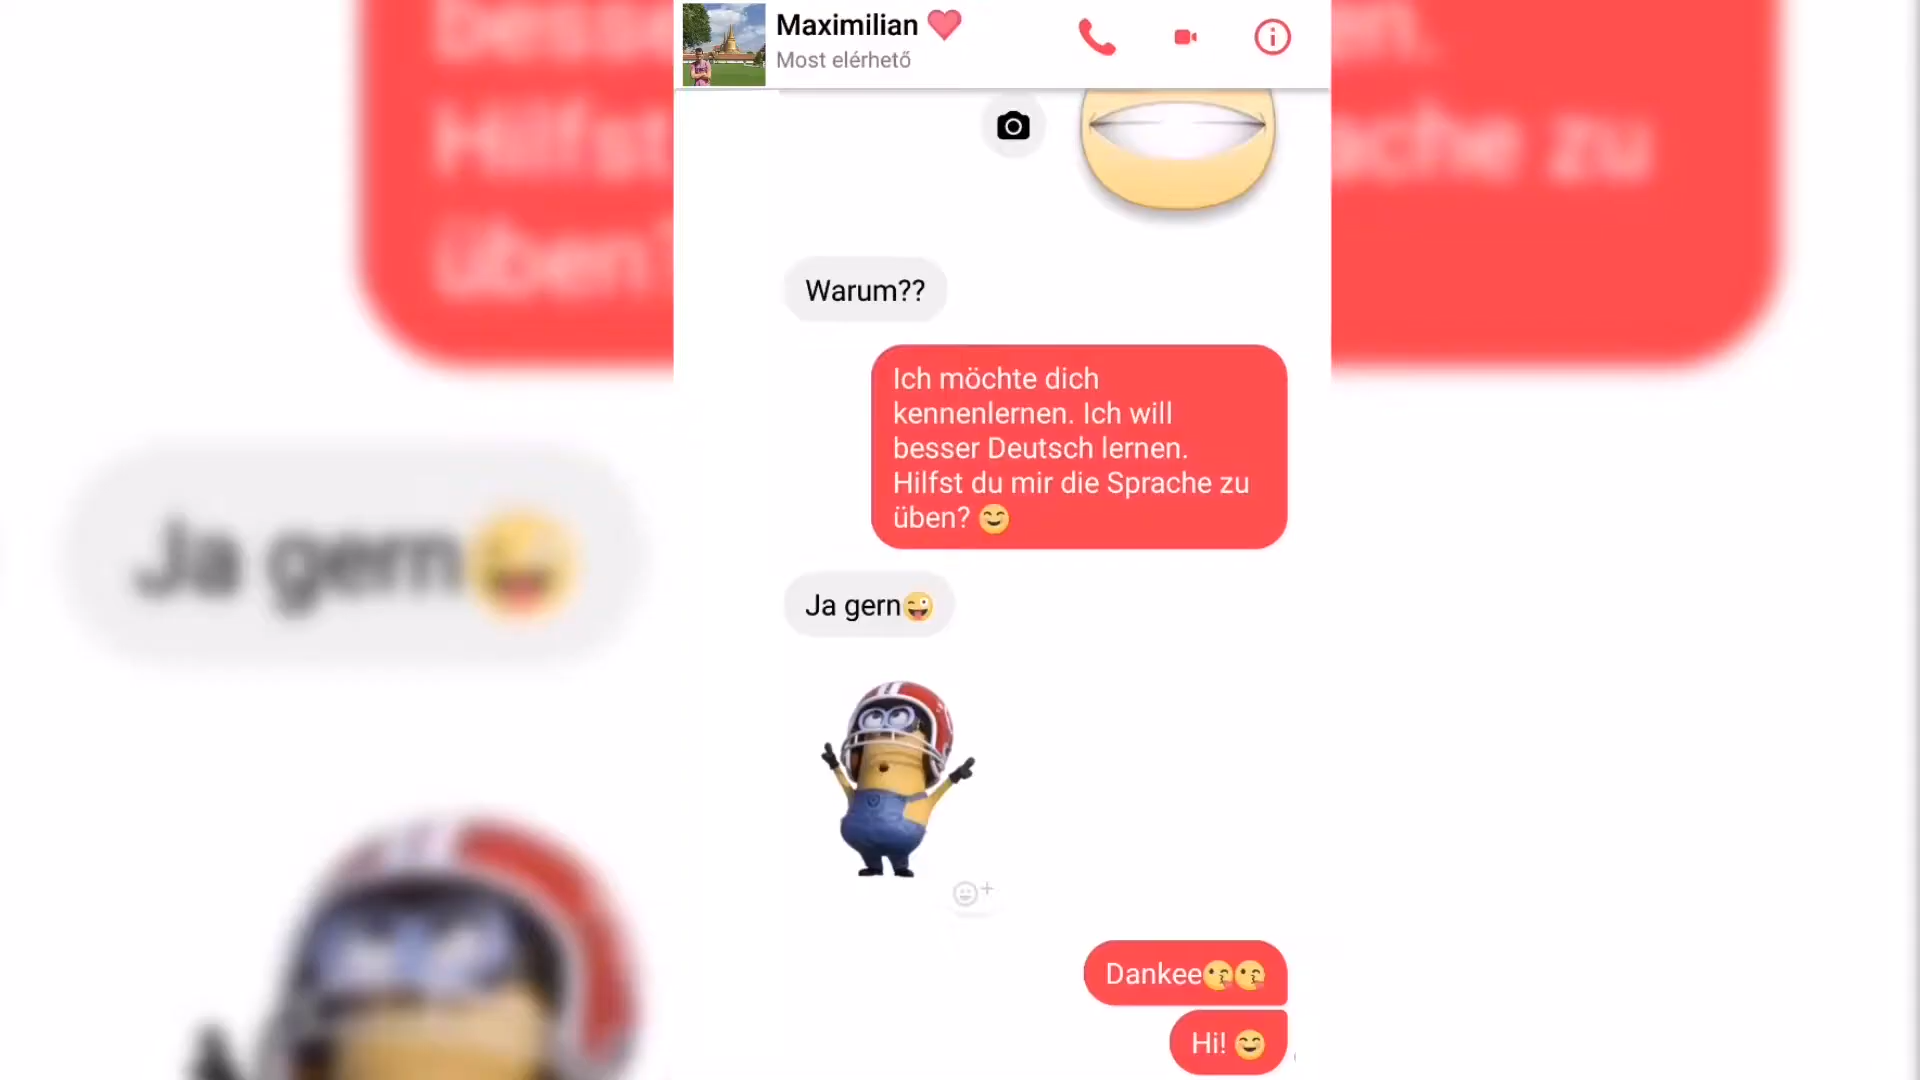 Maximilian
Most elérhető
Warum??
Ich möchte dich
kennenlernen. Ich will
besser Deutsch lernen.
Hilfst du mir die Sprache zu
üben? 😊
Ja gern😜
Dankee😘😘
Hi! 😊